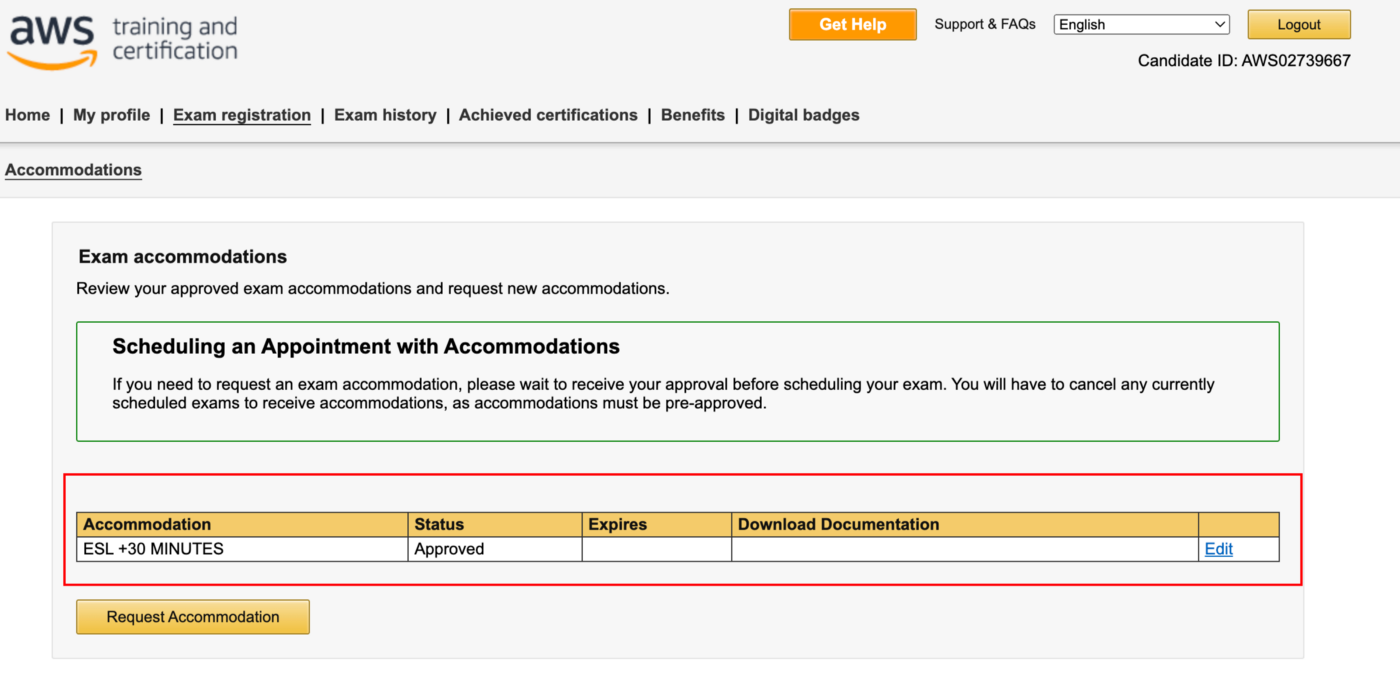 aws training and certification
Get Help Support & FAQs English Logout
Candidate ID: AWS02739667
Home | My profile | Exam registration | Exam history | Achieved certifications | Benefits | Digital badges
Accommodations
Exam accommodations
Review your approved exam accommodations and request new accommodations.
Scheduling an Appointment with Accommodations
If you need to request an exam accommodation, please wait to receive your approval before scheduling your exam. You will have to cancel any currently
scheduled exams to receive accommodations, as accommodations must be pre-approved.
Accommodation Status Expires Download Documentation
ESL +30 MINUTES Approved Edit
Request Accommodation